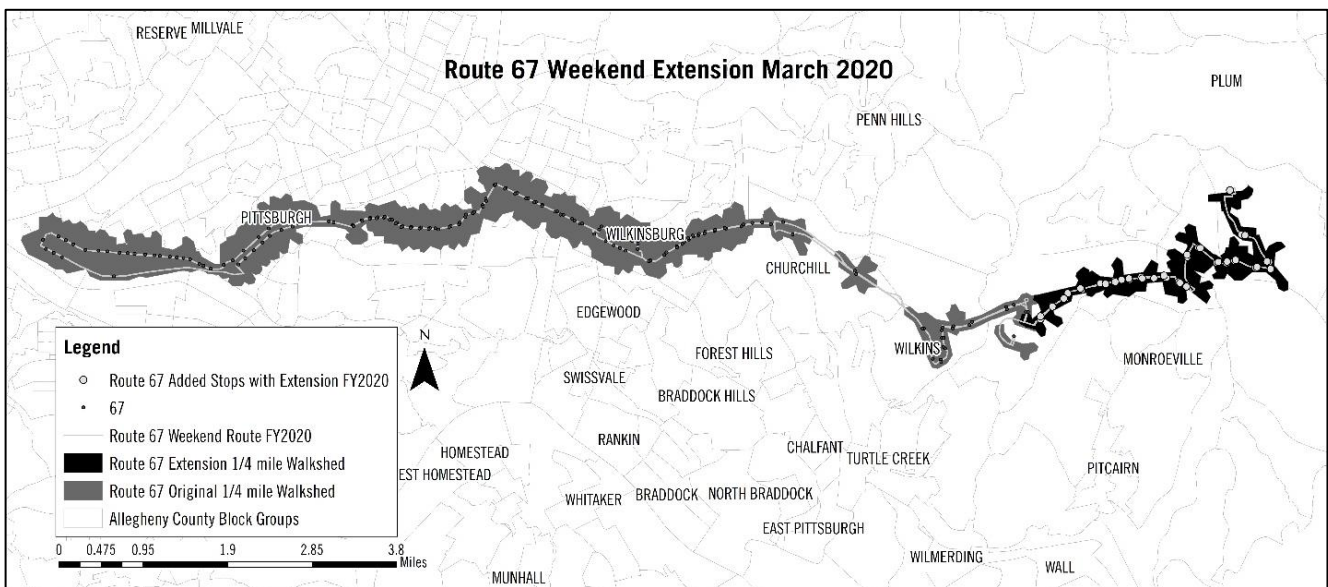 RESERVE MILLVALE
Route 67 Weekend Extension March 2020
PLUM
PENN HILLS
PITTSBURGH
WILKINSBURG
CHURCHILL
EDGEWOOD
FOREST HILLS
WILKINS
MONROEVILLE
SWISSVALE
BRADDOCK HILLS
RANKIN
CHALFANT
TURTLE CREEK
HOMESTEAD
EST HOMESTEAD
WHITAKER
BRADDOCK
NORTH BRADDOCK
PITCAIRN
EAST PITTSBURGH
WILMERDING
WALL
MUNHALL
N
Legend
Route 67 Added Stops with Extension FY2020
67
Route 67 Weekend Route FY2020
Route 67 Extension 1/4 mile Walkshed
Route 67 Original 1/4 mile Walkshed
Allegheny County Block Groups
0 0.475 0.95 1.9 2.85 3.8
Miles